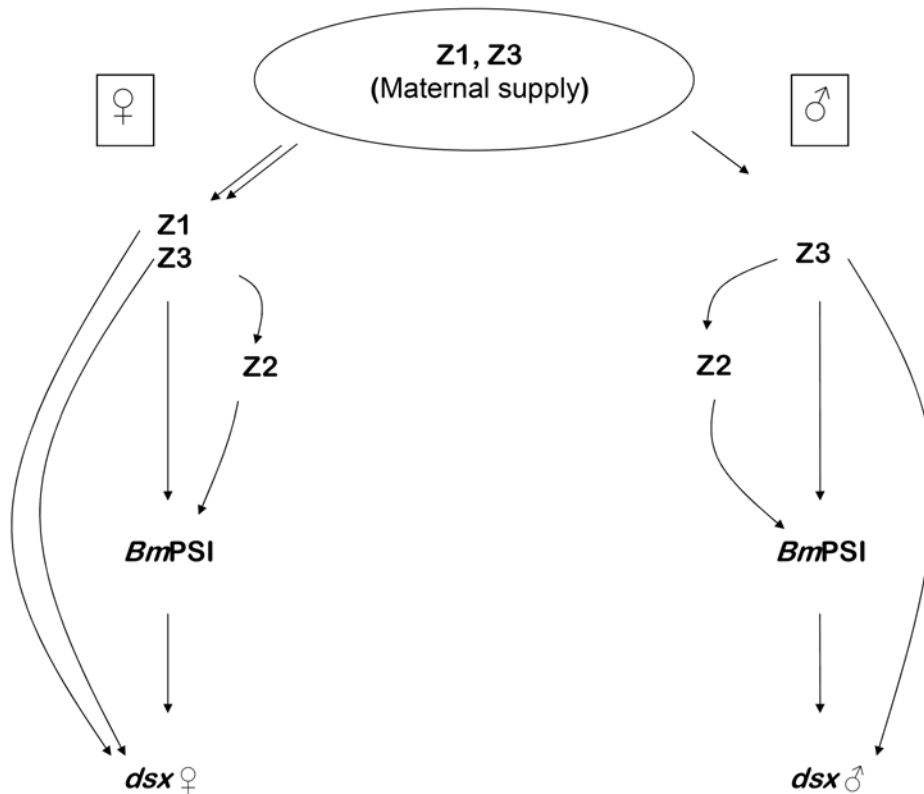 Z1, Z3
(Maternal supply)
♀
♂
Z1
Z3
Z3
Z2
Z2
BmPSI
BmPSI
dsx ♀
dsx ♂